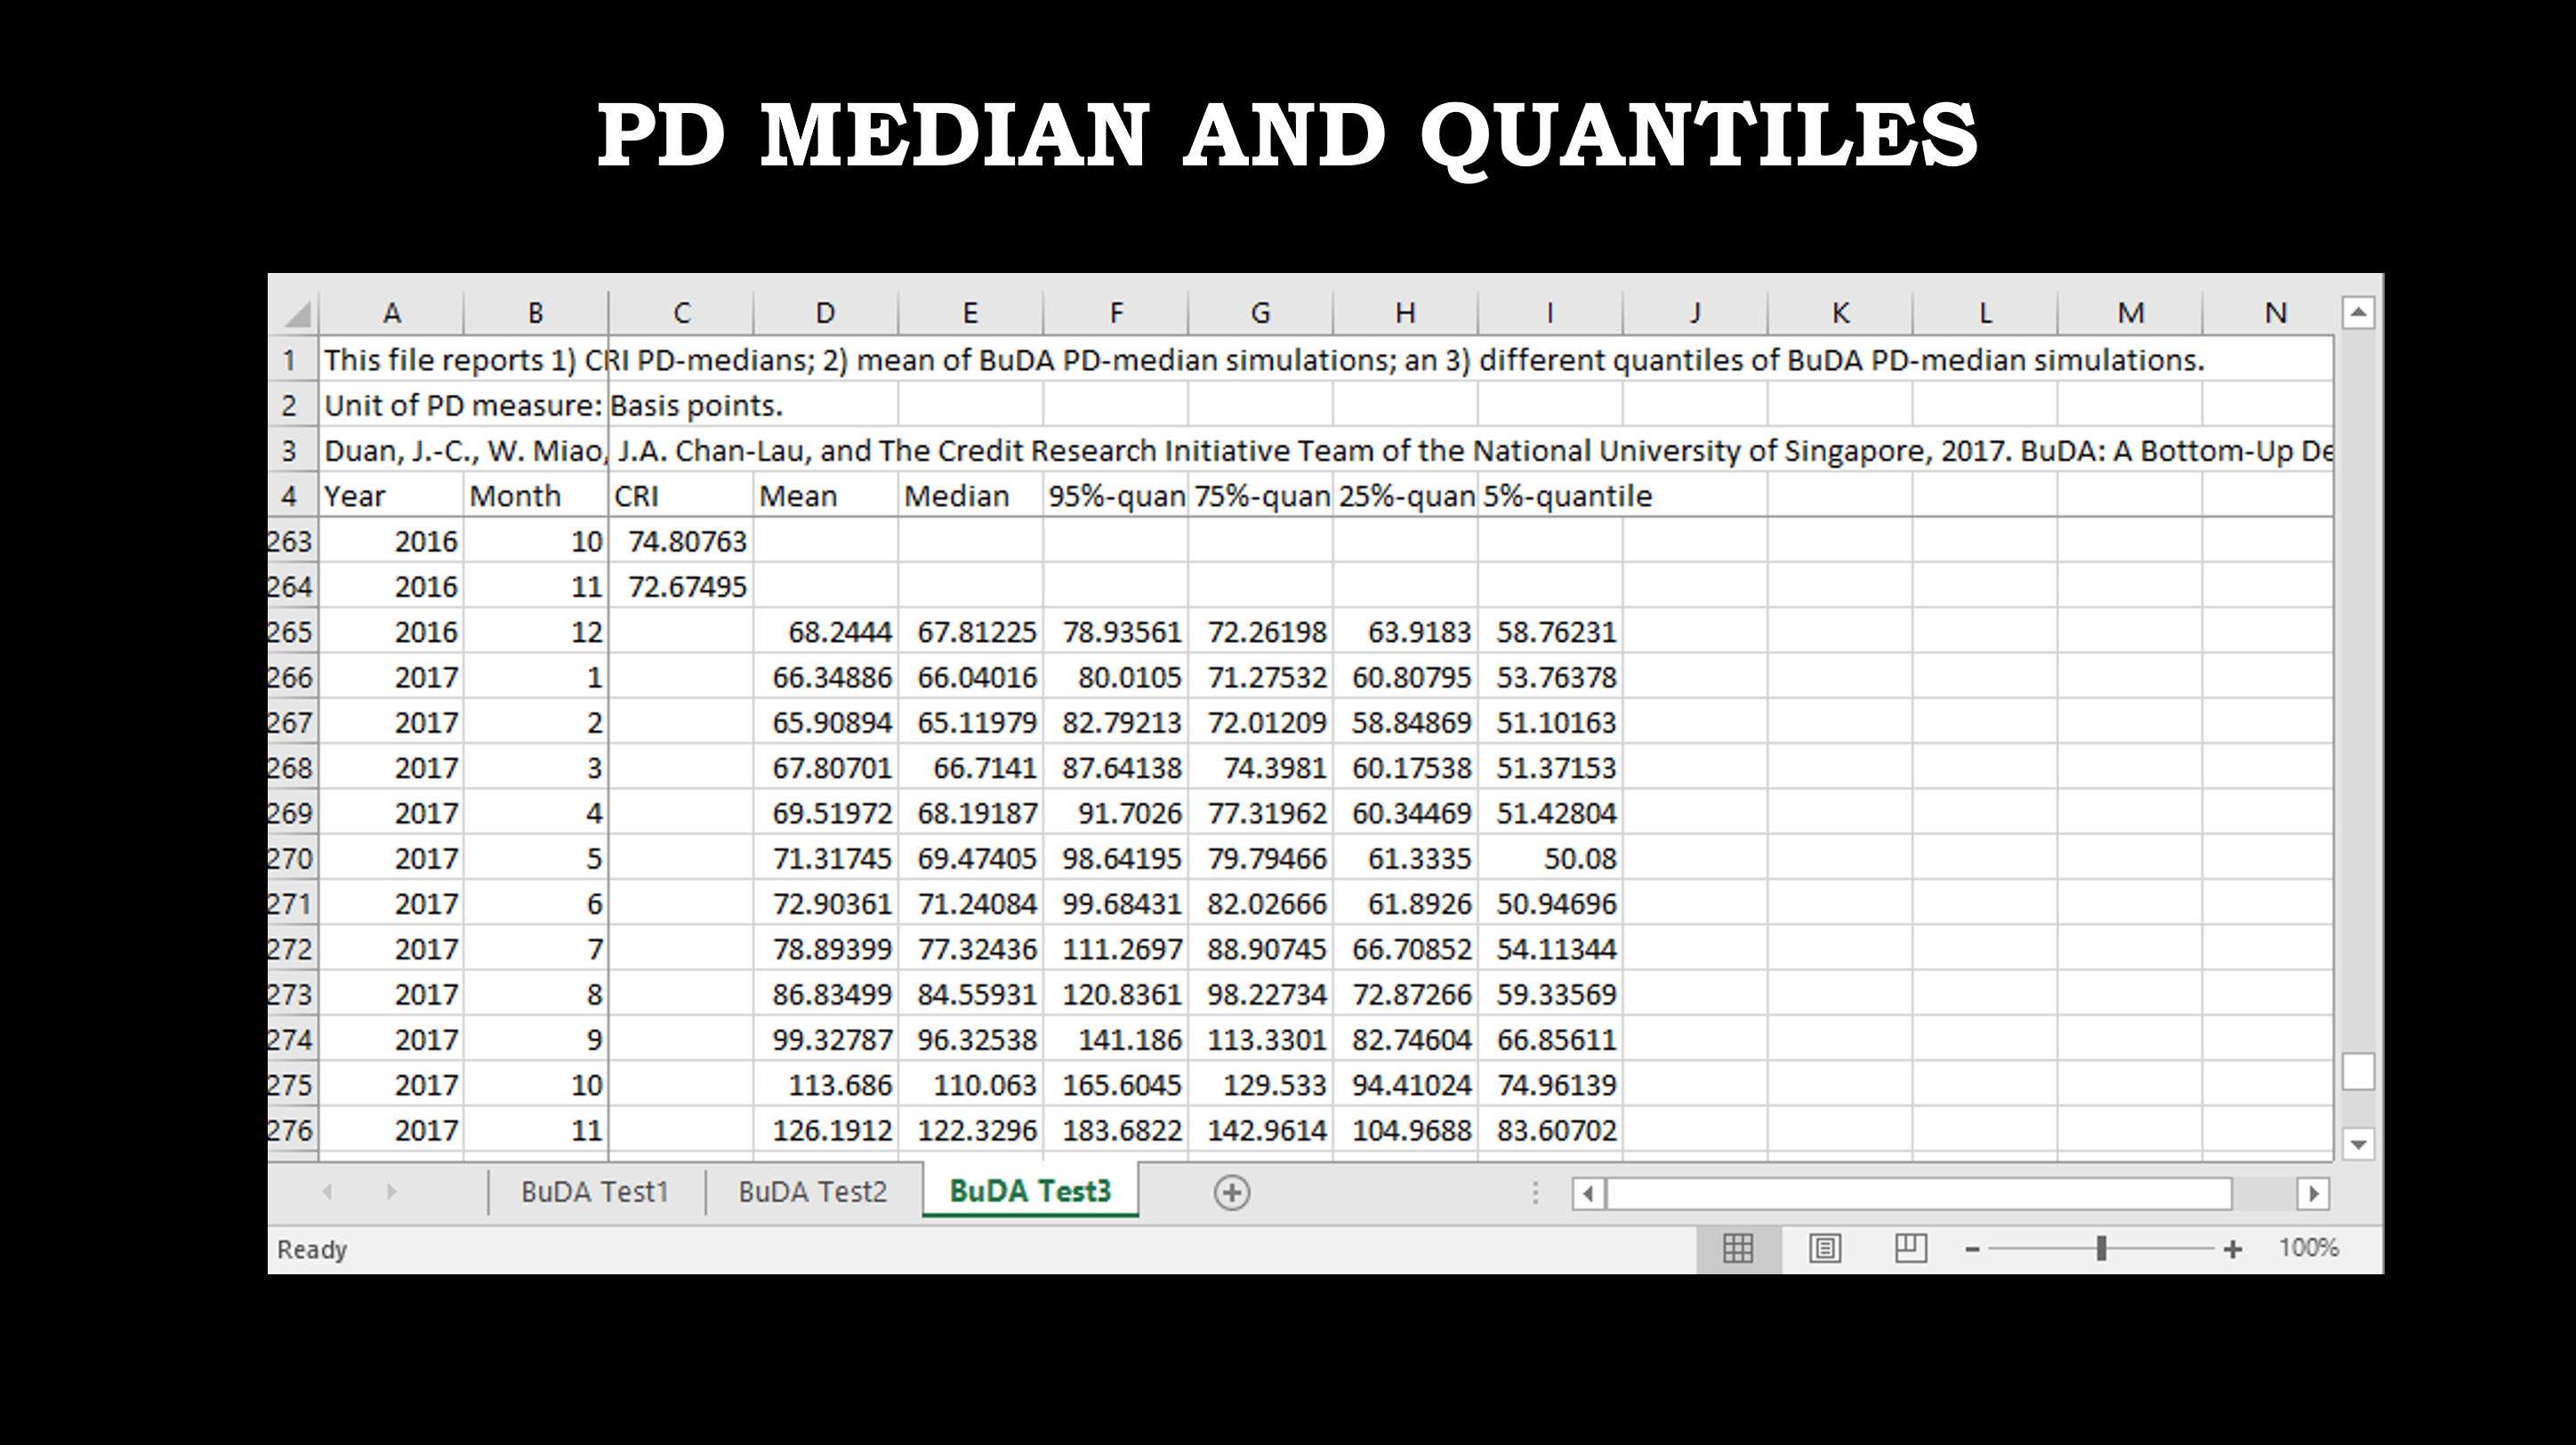 PD MEDIAN AND QUANTILES
A B C D E F G H I J K L M N
1 This file reports 1) CRI PD-medians; 2) mean of BuDA PD-median simulations; an 3) different quantiles of BuDA PD-median simulations.
2 Unit of PD measure: Basis points.
3 Duan, J.-C., W. Miao, J.A. Chan-Lau, and The Credit Research Initiative Team of the National University of Singapore, 2017. BuDA: A Bottom-Up De
4 Year Month CRI Mean Median 95%-quan 75%-quan 25%-quan 5%-quantile
263 2016 10 74.80763
264 2016 11 72.67495
265 2016 12 68.2444 67.81225 78.93561 72.26198 63.9183 58.76231
266 2017 1 66.34886 66.04016 80.0105 71.27532 60.80795 53.76378
267 2017 2 65.90894 65.11979 82.79213 72.01209 58.84869 51.10163
268 2017 3 67.80701 66.7141 87.64138 74.3981 60.17538 51.37153
269 2017 4 69.51972 68.19187 91.7026 77.31962 60.34469 51.42804
270 2017 5 71.31745 69.47405 98.64195 79.79466 61.3335 50.08
271 2017 6 72.90361 71.24084 99.68431 82.02666 61.8926 50.94696
272 2017 7 78.89399 77.32436 111.2697 88.90745 66.70852 54.11344
273 2017 8 86.83499 84.55931 120.8361 98.22734 72.87266 59.33569
274 2017 9 99.32787 96.32538 141.186 113.3301 82.74604 66.85611
275 2017 10 113.686 110.063 165.6045 129.533 94.41024 74.96139
276 2017 11 126.1912 122.3296 183.6822 142.9614 104.9688 83.60702
BuDA Test1 BuDA Test2 BuDA Test3
Ready 100%